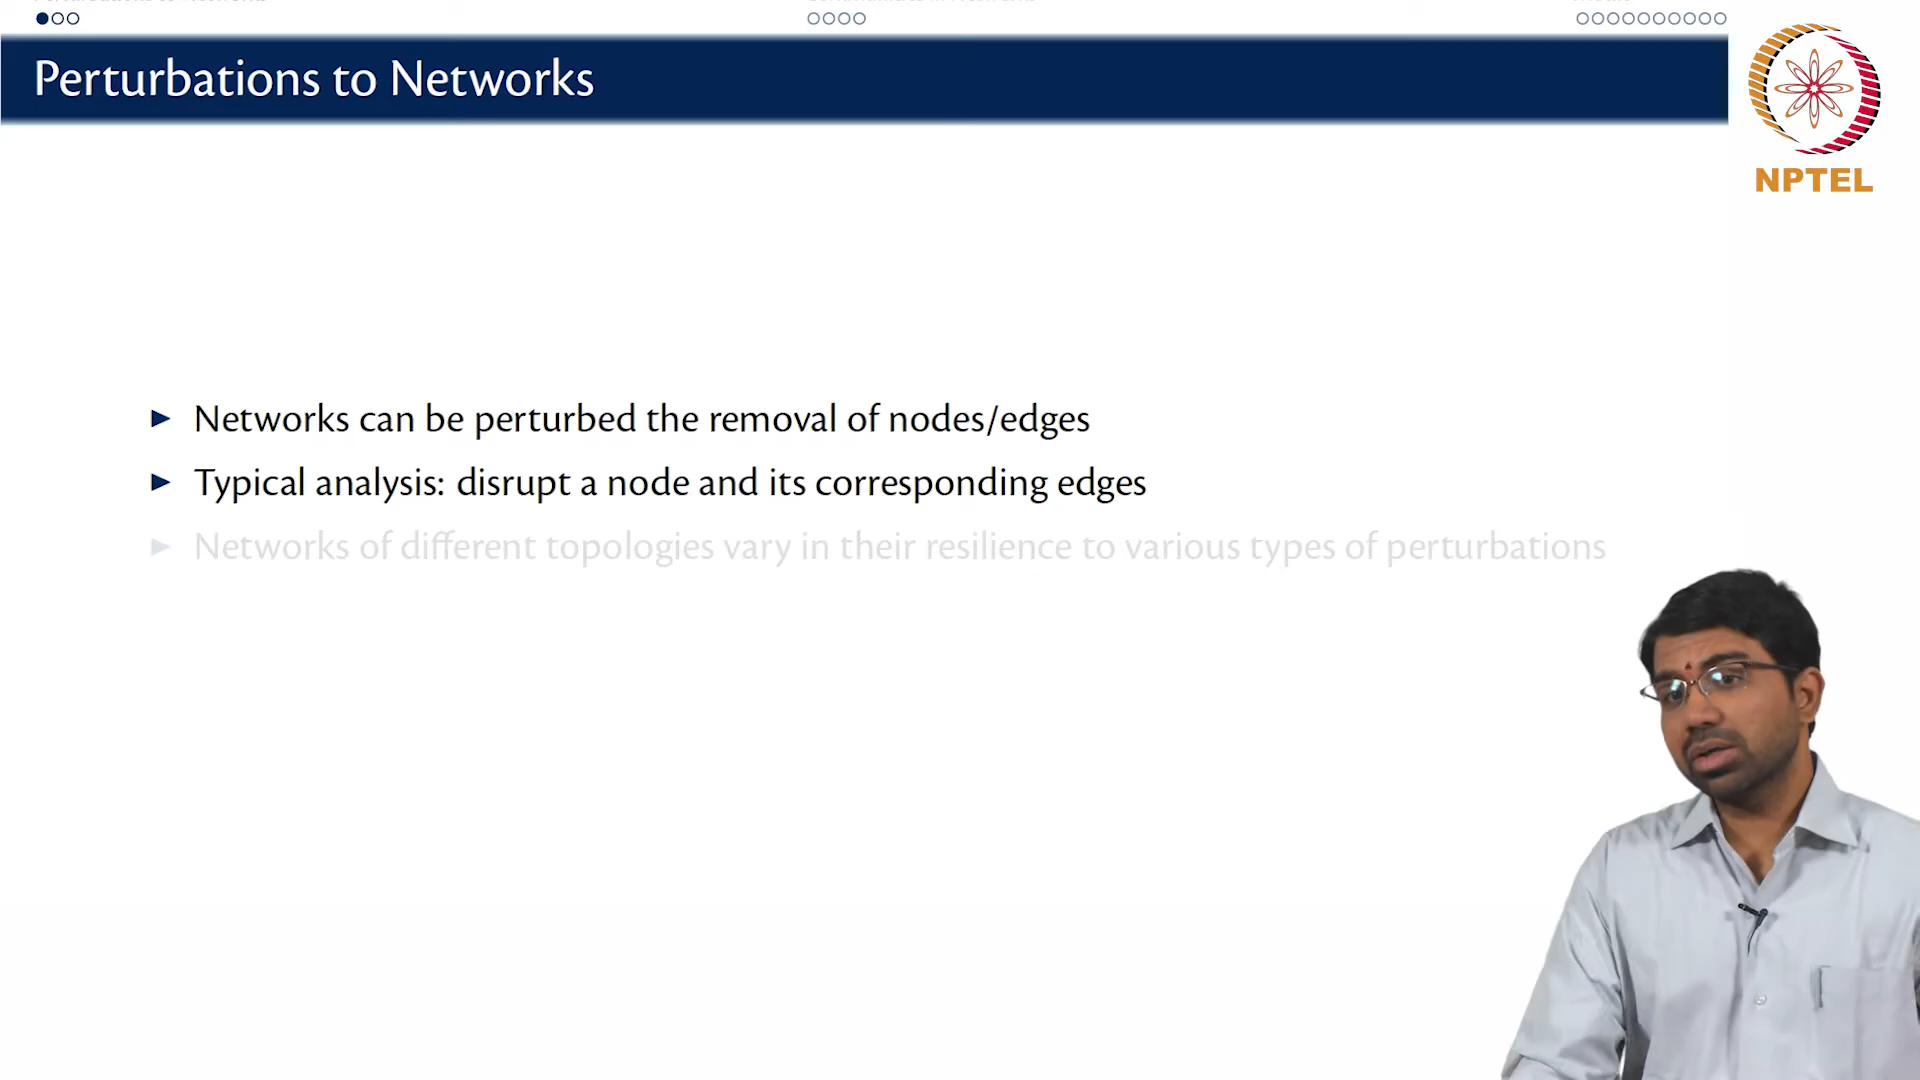 Perturbations to Networks
NPTEL
Networks can be perturbed the removal of nodes/edges
Typical analysis: disrupt a node and its corresponding edges
Networks of different topologies vary in their resilience to various types of perturbations